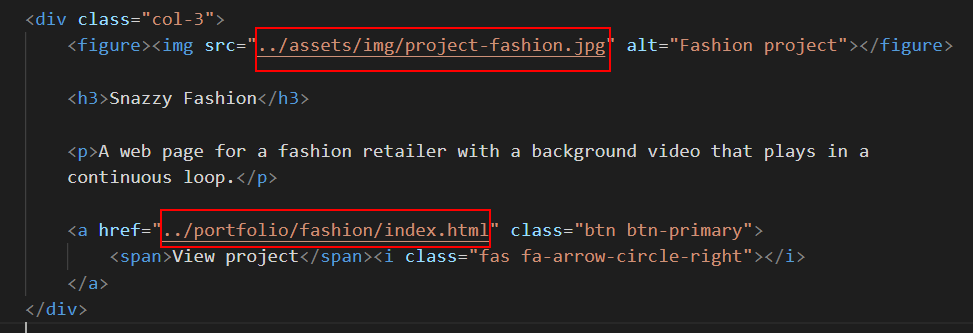 <div class="col-3">
<figure><img src="../assets/img/project-fashion.jpg" alt="Fashion project"></figure>
<h3>Snazzy Fashion</h3>
<p>A web page for a fashion retailer with a background video that plays in a
continuous loop.</p>
<a href="../portfolio/fashion/index.html" class="btn btn-primary">
<span>View project</span><i class="fas fa-arrow-circle-right"></i>
</a>
</div>